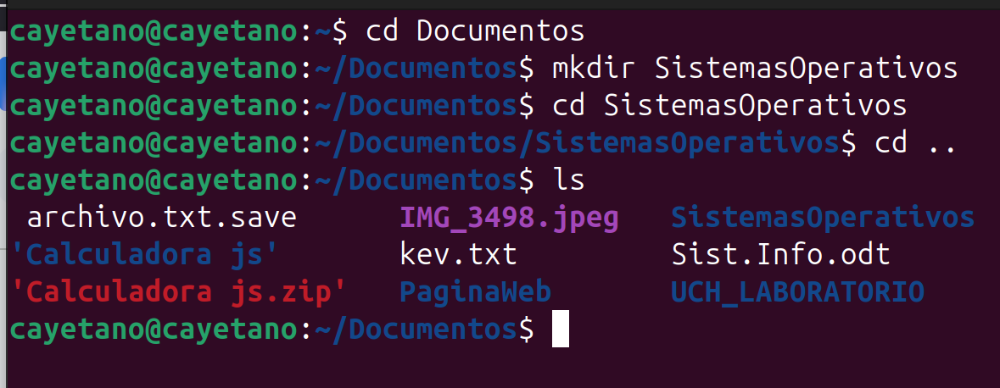 cayetano@cayetano:~$ cd Documentos
cayetano@cayetano:~/Documentos$ mkdir SistemasOperativos
cayetano@cayetano:~/Documentos$ cd SistemasOperativos
cayetano@cayetano:~/Documentos/SistemasOperativos$ cd ..
cayetano@cayetano:~/Documentos$ ls
archivo.txt.save IMG_3498.jpeg SistemasOperativos
'Calculadora js' kev.txt Sist.Info.odt
'Calculadora js.zip' PaginaWeb UCH_LABORATORIO
cayetano@cayetano:~/Documentos$